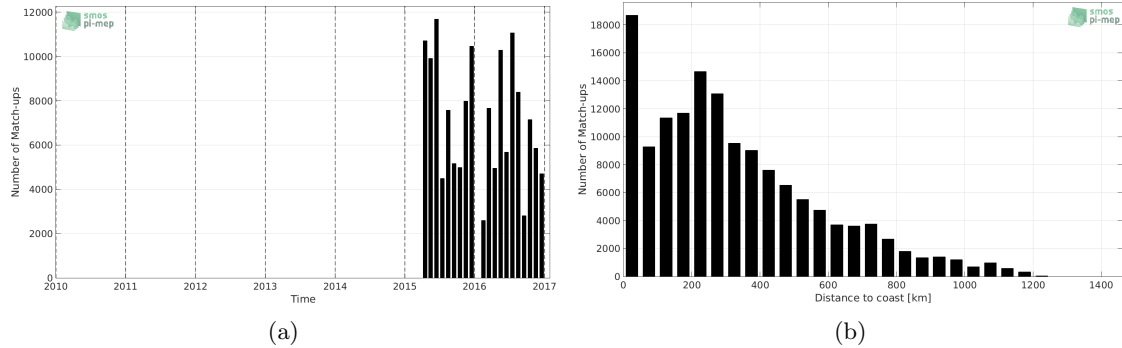 smos
pi-mep
12000
10000
8000
6000
4000
2000
0
Number of Match-ups
2010 2011 2012 2013 2014 2015 2016 2017
Time
(a)
smos
pi-mep
18000
16000
14000
12000
10000
8000
6000
4000
2000
0
Number of Match-ups
0 200 400 600 800 1000 1200 1400
Distance to coast [km]
(b)